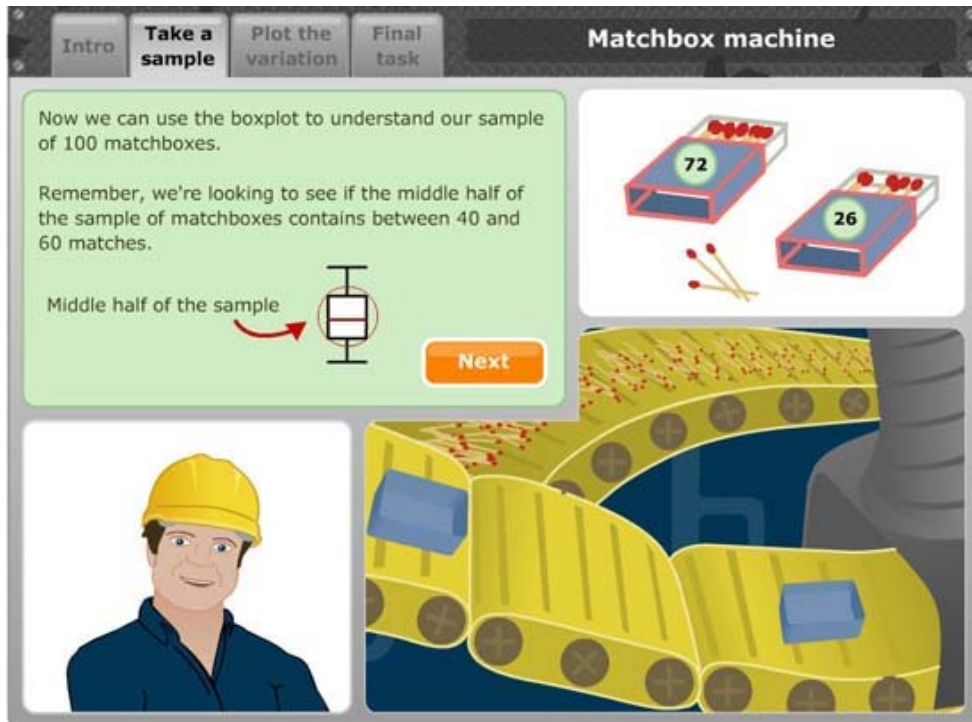 Intro
Take a
sample
Plot the
variation
Final
task
Matchbox machine
Now we can use the boxplot to understand our sample
of 100 matchboxes.
Remember, we're looking to see if the middle half of
the sample of matchboxes contains between 40 and
60 matches.
Middle half of the sample
Next
72
26